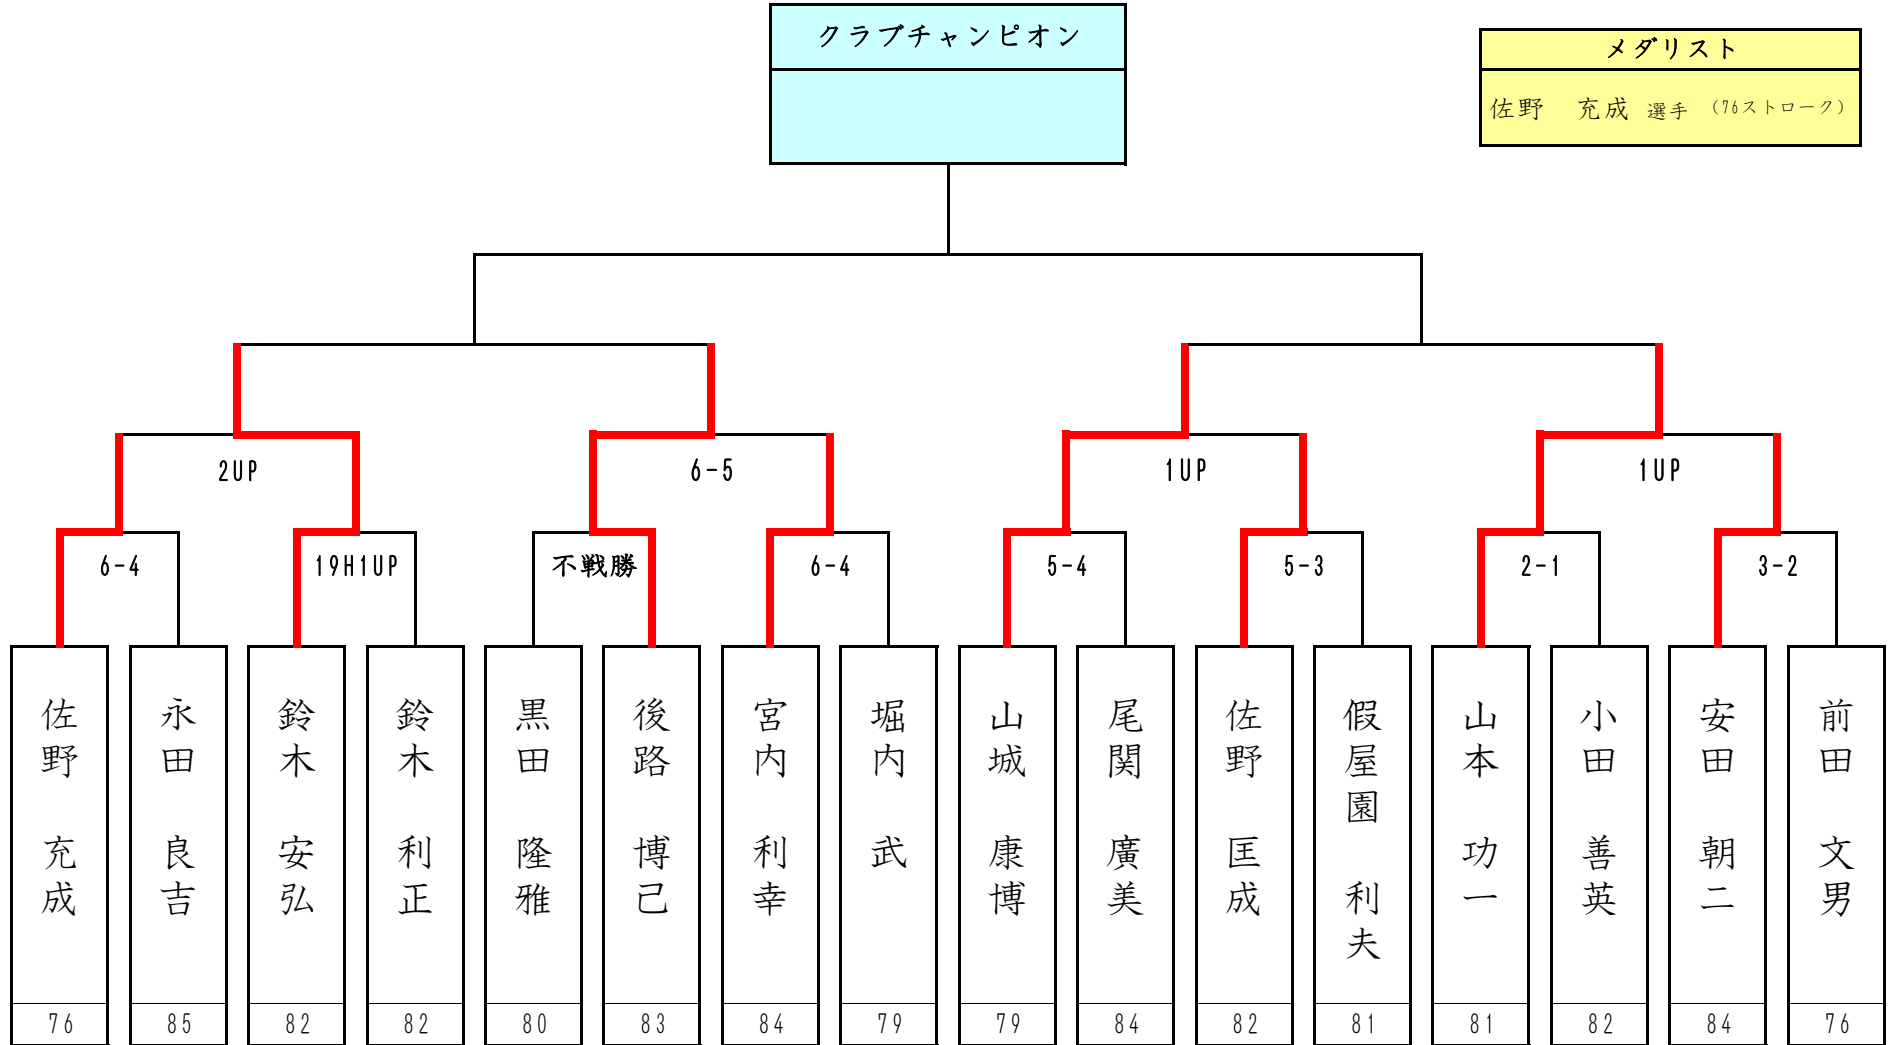 クラブチャンピオン
メダリスト
佐野　充成 選手 （76ストローク）
2UP
6-5
1UP
1UP
6-4
19H1UP
不戦勝
6-4
5-4
5-3
2-1
3-2
佐野　充成
永田　良吉
鈴木　安弘
鈴木　利正
黒田　隆雅
後路　博己
宮内　利幸
堀内　武
山城　康博
尾関　廣美
佐野　匡成
假屋園　利夫
山本　功一
小田　善英
安田　朝二
前田　文男
76
85
82
82
80
83
84
79
79
84
82
81
81
82
84
76